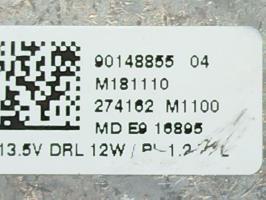 90148855 04
M181110
274162 M1100
MD E9 16895
13.5V DRL 12W /